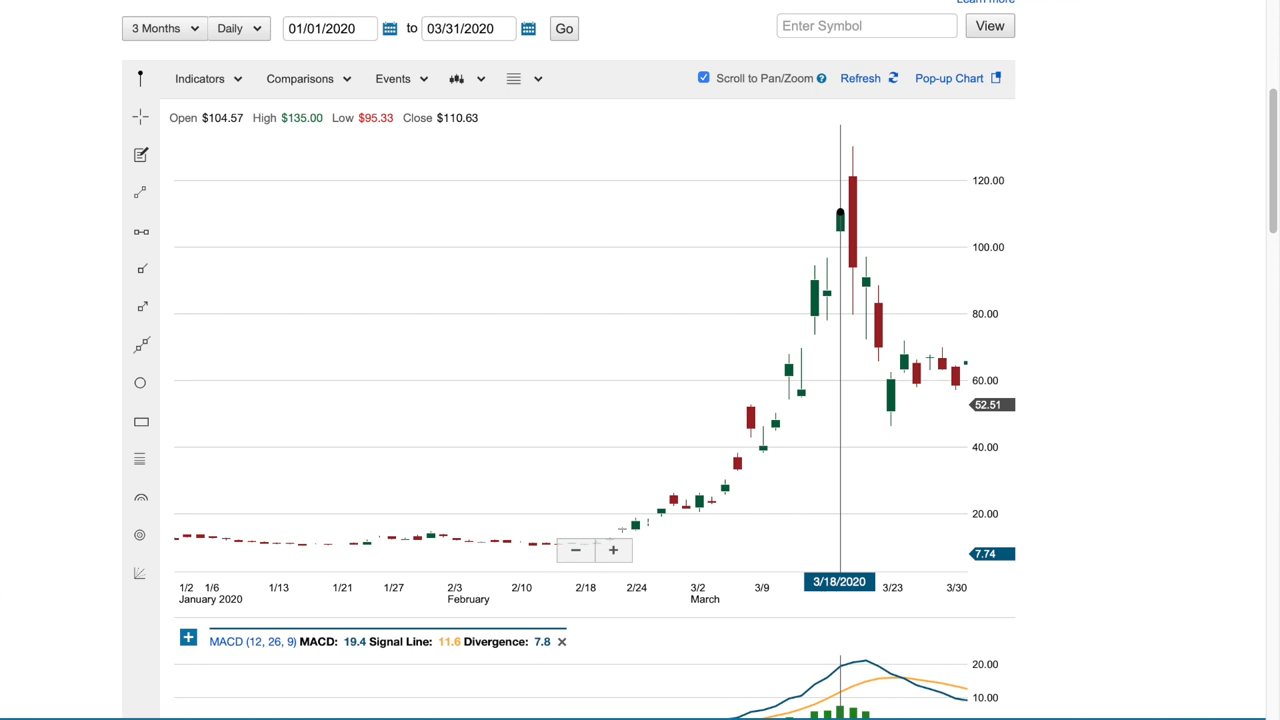 Learn more
3 Months Daily 01/01/2020 to 03/31/2020 Go Enter Symbol View
Indicators Comparisons Events Scroll to Pan/Zoom ? Refresh Pop-up Chart
Open $104.57 High $135.00 Low $95.33 Close $110.63
120.00
100.00
80.00
60.00
52.51
40.00
20.00
7.74
− +
1/2 1/6 1/13 1/21 1/27 2/3 2/10 2/18 2/24 3/2 3/9 3/18/2020 3/23 3/30
January 2020 February March
+ MACD (12, 26, 9) MACD: 19.4 Signal Line: 11.6 Divergence: 7.8 ✕
20.00
10.00